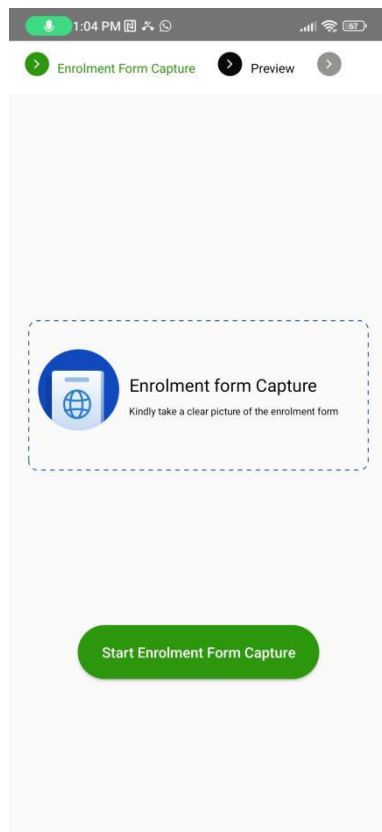 1:04 PM
67
Enrolment Form Capture
Preview
Enrolment form Capture
Kindly take a clear picture of the enrolment form
Start Enrolment Form Capture